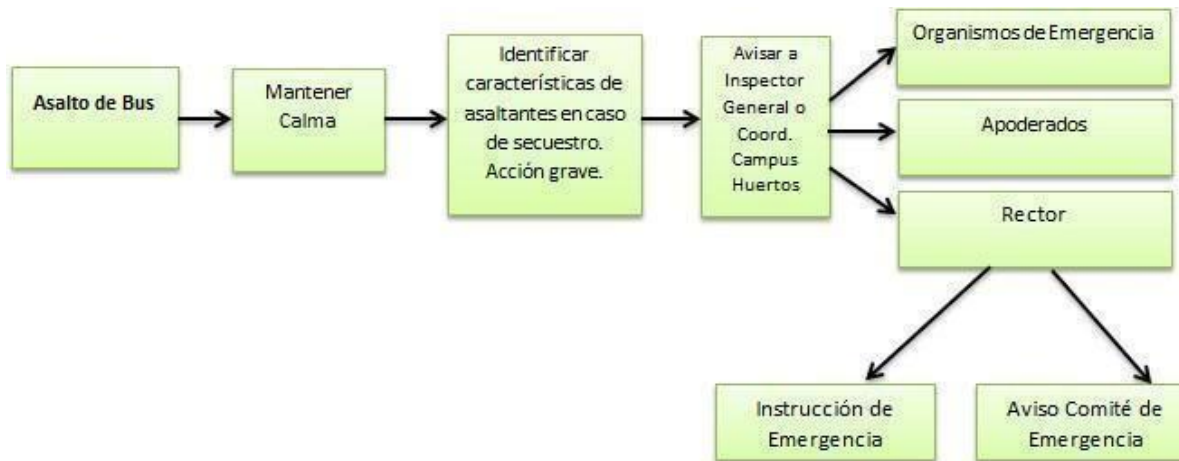 Asalto de Bus
Mantener
Calma
Identificar
características de
asaltantes en caso
de secuestro.
Acción grave.
Avisar a
Inspector
General o
Coord.
Campus
Huertos
Organismos de Emergencia
Apoderados
Rector
Instrucción de
Emergencia
Aviso Comité de
Emergencia